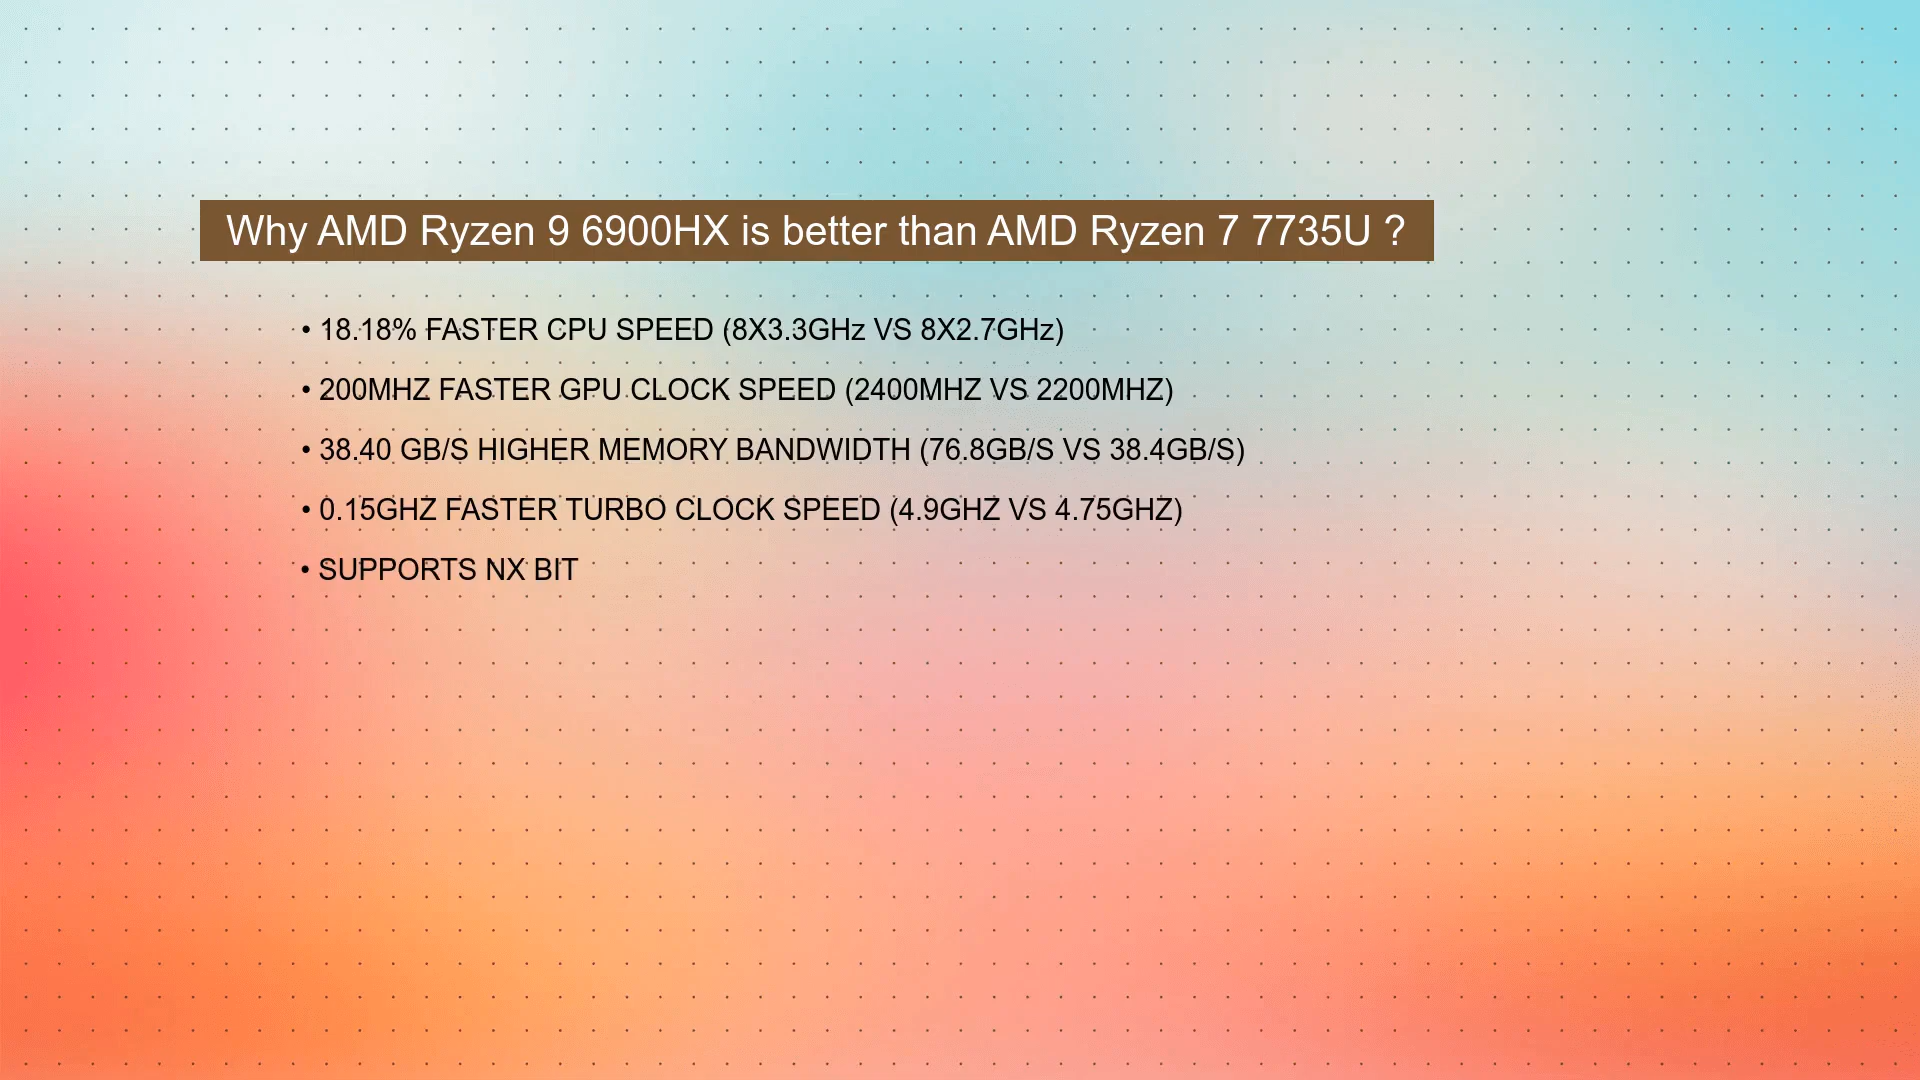 Why AMD Ryzen 9 6900HX is better than AMD Ryzen 7 7735U ?
• 18.18% FASTER CPU SPEED (8X3.3GHz VS 8X2.7GHz)
• 200MHZ FASTER GPU CLOCK SPEED (2400MHZ VS 2200MHZ)
• 38.40 GB/S HIGHER MEMORY BANDWIDTH (76.8GB/S VS 38.4GB/S)
• 0.15GHZ FASTER TURBO CLOCK SPEED (4.9GHZ VS 4.75GHZ)
• SUPPORTS NX BIT